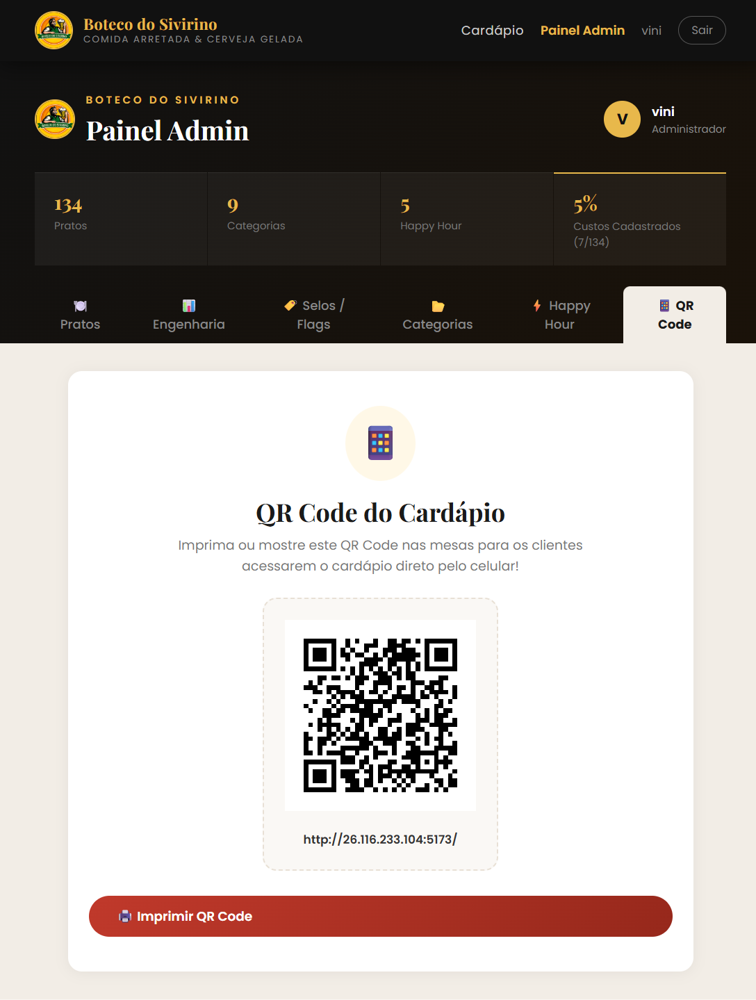 Boteco do Sivirino
COMIDA ARRETADA & CERVEJA GELADA
Cardápio
Painel Admin
vini
Sair
BOTECO DO SIVIRINO
Painel Admin
V
vini
Administrador
134
Pratos
9
Categorias
5
Happy Hour
5%
Custos Cadastrados
(7/134)
Pratos
Engenharia
Selos /
Flags
Categorias
Happy
Hour
QR
Code
QR Code do Cardápio
Imprima ou mostre este QR Code nas mesas para os clientes
acessarem o cardápio direto pelo celular!
http://26.116.233.104:5173/
Imprimir QR Code